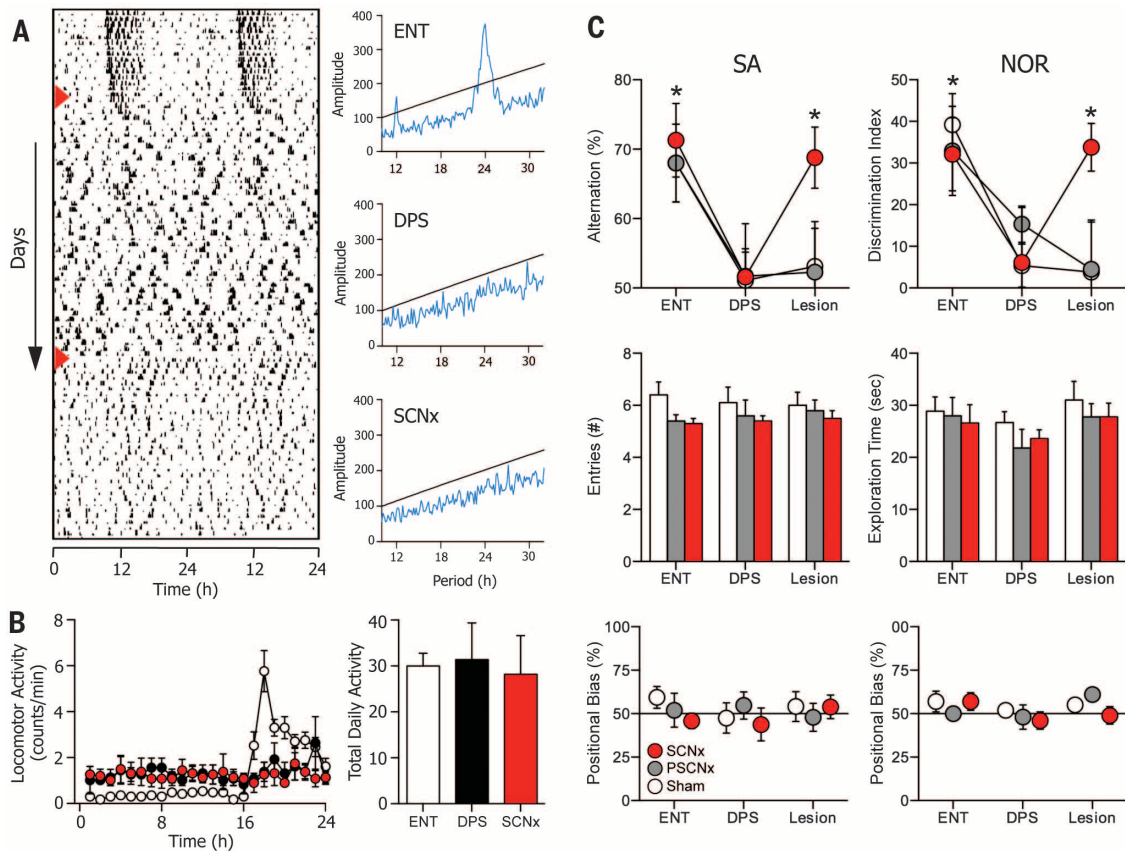 A
Days
0 12 24 12 24
Time (h)
ENT
Amplitude
400
300
200
100
0
12 18 24 30
DPS
Amplitude
400
300
200
100
0
12 18 24 30
SCNx
Amplitude
400
300
200
100
0
12 18 24 30
Period (h)
B
Locomotor Activity
(counts/min)
8
6
4
2
0
0 8 16 24
Time (h)
Total Daily Activity
40
30
20
10
0
ENT DPS SCNx
C
SA
Alternation (%)
80
70
60
50
* *
ENT DPS Lesion
NOR
Discrimination Index
50
40
30
20
10
0
* *
ENT DPS Lesion
Entries (#)
8
6
4
2
0
ENT DPS Lesion
Exploration Time (sec)
40
30
20
10
0
ENT DPS Lesion
Positional Bias (%)
100
75
50
25
0
SCNx
PSCNx
Sham
ENT DPS Lesion
Positional Bias (%)
00
75
50
25
0
ENT DPS Lesion